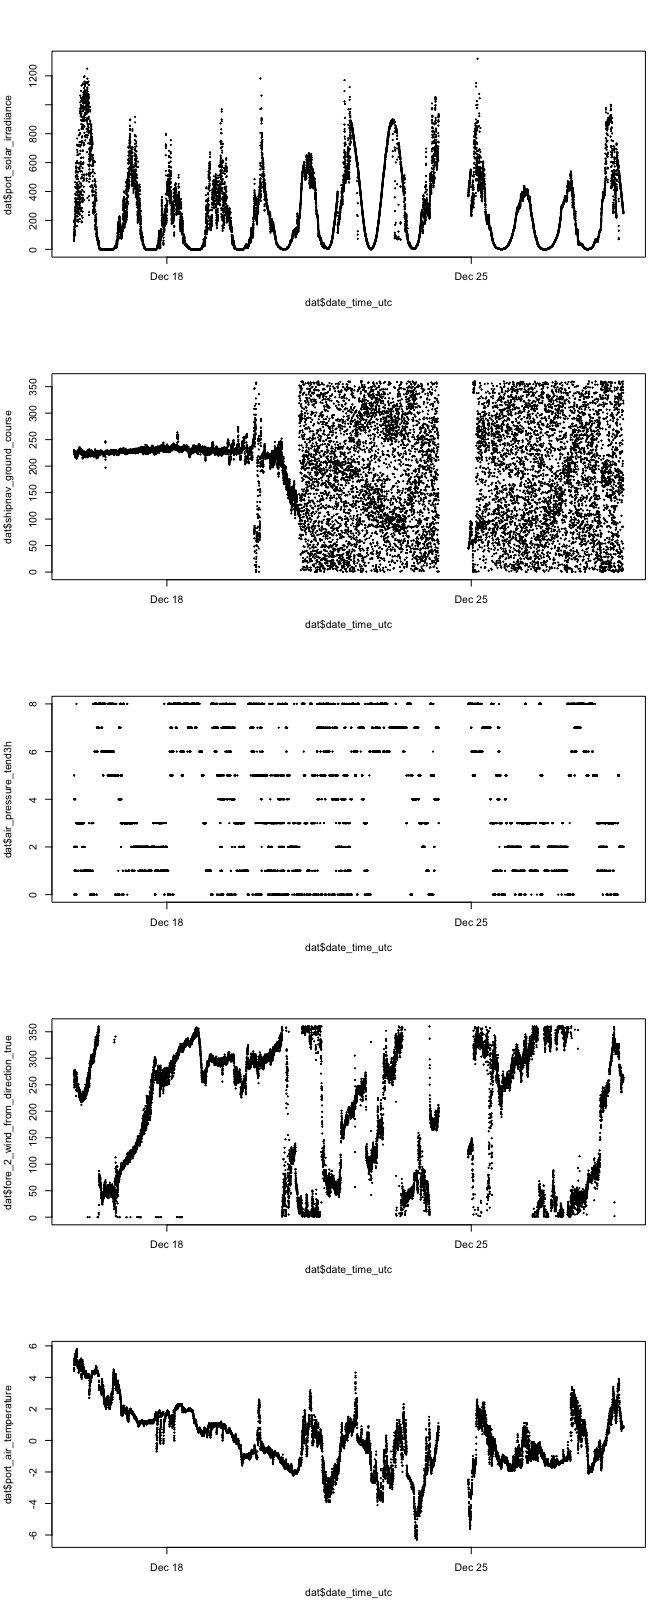 dat$port_solar_irradiance
0 200 400 600 800 1200
Dec 18 Dec 25
dat$date_time_utc
dat$shipnav_ground_course
0 50 100 150 200 250 300 350
Dec 18 Dec 25
dat$date_time_utc
dat$air_pressure_tend3h
0 2 4 6 8
Dec 18 Dec 25
dat$date_time_utc
dat$fore_2_wind_from_direction_true
0 50 100 150 200 250 300 350
Dec 18 Dec 25
dat$date_time_utc
dat$port_air_temperature
-6 -4 -2 0 2 4 6
Dec 18 Dec 25
dat$date_time_utc